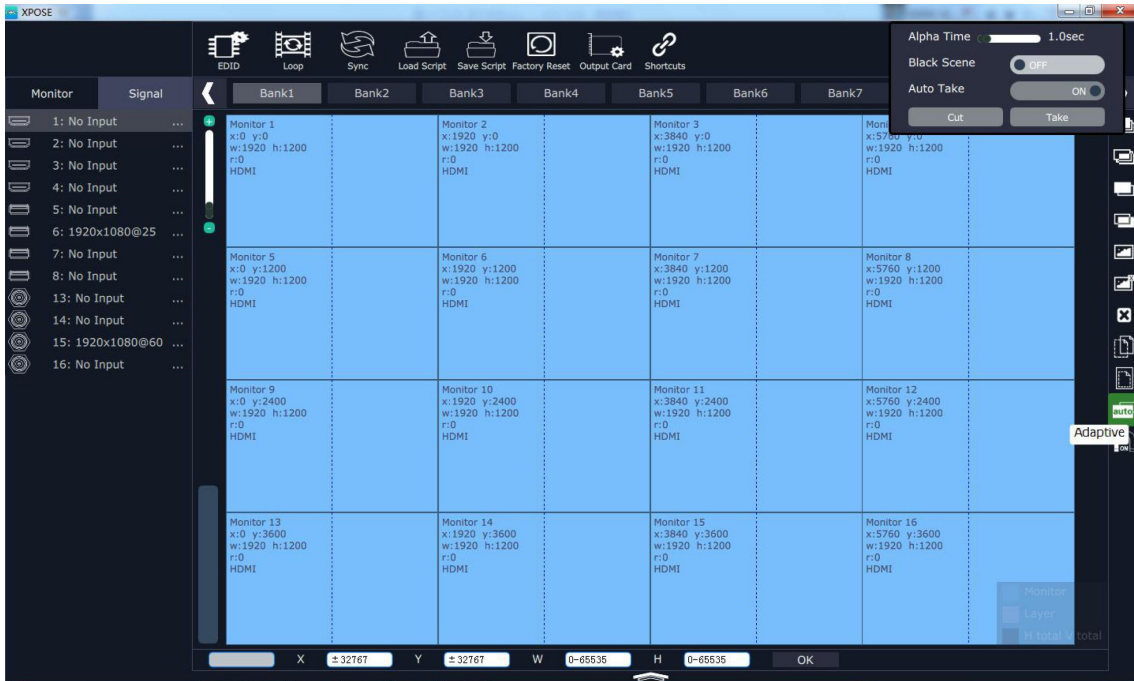 XPOSE
Alpha Time 1.0sec
Black Scene OFF
Auto Take ON
Cut Take
EDID Loop Sync Load Script Save Script Factory Reset Output Card Shortcuts
Monitor Signal
Bank1 Bank2 Bank3 Bank4 Bank5 Bank6 Bank7
1: No Input ...
2: No Input ...
3: No Input ...
4: No Input ...
5: No Input ...
6: 1920x1080@25 ...
7: No Input ...
8: No Input ...
13: No Input ...
14: No Input ...
15: 1920x1080@60 ...
16: No Input ...
Monitor 1
x:0 y:0
w:1920 h:1200
r:0
HDMI
Monitor 2
x:1920 y:0
w:1920 h:1200
r:0
HDMI
Monitor 3
x:3840 y:0
w:1920 h:1200
r:0
HDMI
x:5760 y:0
w:1920 h:1200
r:0
HDMI
Monitor 5
x:0 y:1200
w:1920 h:1200
r:0
HDMI
Monitor 6
x:1920 y:1200
w:1920 h:1200
r:0
HDMI
Monitor 7
x:3840 y:1200
w:1920 h:1200
r:0
HDMI
Monitor 8
x:5760 y:1200
w:1920 h:1200
r:0
HDMI
Monitor 9
x:0 y:2400
w:1920 h:1200
r:0
HDMI
Monitor 10
x:1920 y:2400
w:1920 h:1200
r:0
HDMI
Monitor 11
x:3840 y:2400
w:1920 h:1200
r:0
HDMI
Monitor 12
x:5760 y:2400
w:1920 h:1200
r:0
HDMI
Monitor 13
x:0 y:3600
w:1920 h:1200
r:0
HDMI
Monitor 14
x:1920 y:3600
w:1920 h:1200
r:0
HDMI
Monitor 15
x:3840 y:3600
w:1920 h:1200
r:0
HDMI
Monitor 16
x:5760 y:3600
w:1920 h:1200
r:0
HDMI
auto
Adaptive
ON
Monitor
Layer
H total V total
X ±32767 Y ±32767 W 0-65535 H 0-65535 OK